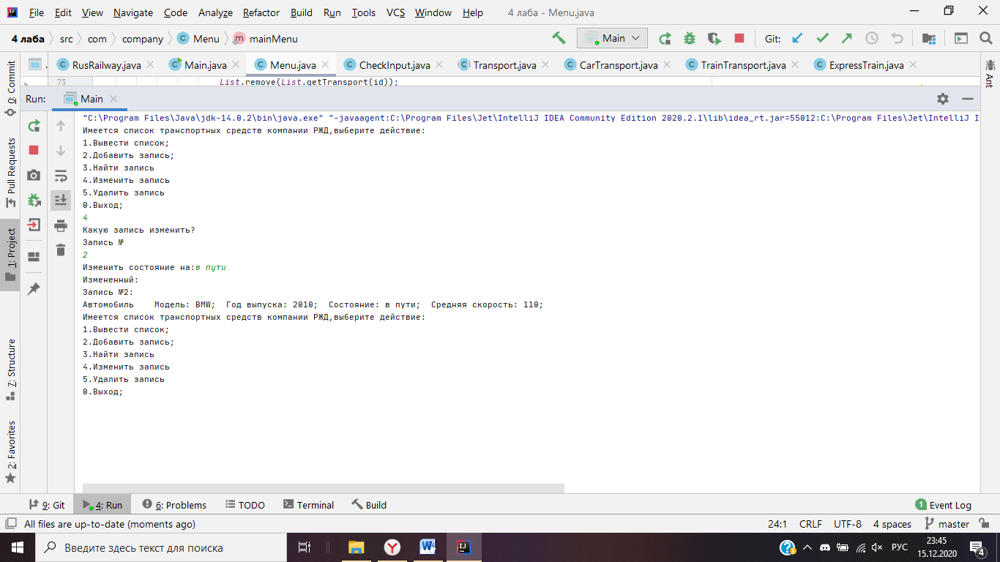 File Edit View Navigate Code Analyze Refactor Build Run Tools VCS Window Help 4 лаба - Menu.java
4 лаба src com company Menu mainMenu Main Git:
RusRailway.java Main.java Menu.java CheckInput.java Transport.java CarTransport.java TrainTransport.java ExpressTrain.java
73 List.remove(List.getTransport(id));
Run: Main
"C:\Program Files\Java\jdk-14.0.2\bin\java.exe" "-javaagent:C:\Program Files\Jet\IntelliJ IDEA Community Edition 2020.2.1\lib\idea_rt.jar=55012:C:\Program Files\Jet\IntelliJ I
Имеется список транспортных средств компании РЖД,выберите действие:
1.Вывести список;
2.Добавить запись;
3.Найти запись
4.Изменить запись
5.Удалить запись
0.Выход;
4
Какую запись изменить?
Запись №
2
Изменить состояние на:в пути
Измененный:
Запись №2:
Автомобиль Модель: BMW; Год выпуска: 2010; Состояние: в пути; Средняя скорость: 110;
Имеется список транспортных средств компании РЖД,выберите действие:
1.Вывести список;
2.Добавить запись;
3.Найти запись
4.Изменить запись
5.Удалить запись
0.Выход;
0: Commit
Pull Requests
1: Project
7: Structure
2: Favorites
Ant
9: Git 4: Run 6: Problems TODO Terminal Build 1 Event Log
All files are up-to-date (moments ago) 24:1 CRLF UTF-8 4 spaces master
Введите здесь текст для поиска РУС 23:45
15.12.2020 4